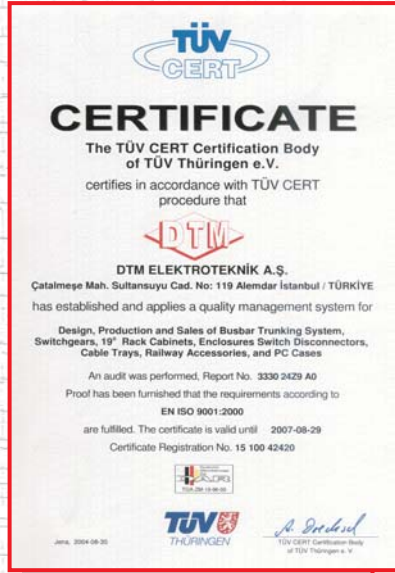 TÜV
CERT
CERTIFICATE
The TÜV CERT Certification Body
of TÜV Thüringen e.V.
certifies in accordance with TÜV CERT
procedure that
DTM
DTM ELEKTROTEKNİK A.Ş.
Çatalmeşe Mah. Sultansuyu Cad. No: 119 Alemdar İstanbul / TÜRKİYE
has established and applies a quality management system for
Design, Production and Sales of Busbar Trunking System,
Switchgears, 19" Rack Cabinets, Enclosures Switch Disconnectors,
Cable Trays, Railway Accessories, and PC Cases
An audit was performed, Report No. 3330 24Z9 A0
Proof has been furnished that the requirements according to
EN ISO 9001:2000
are fulfilled. The certificate is valid until 2007-08-29
Certificate Registration No. 15 100 42420
TÜV
THÜRINGEN
Jena, 2004-08-30
TÜV CERT Certification Body
of TÜV Thüringen e. V